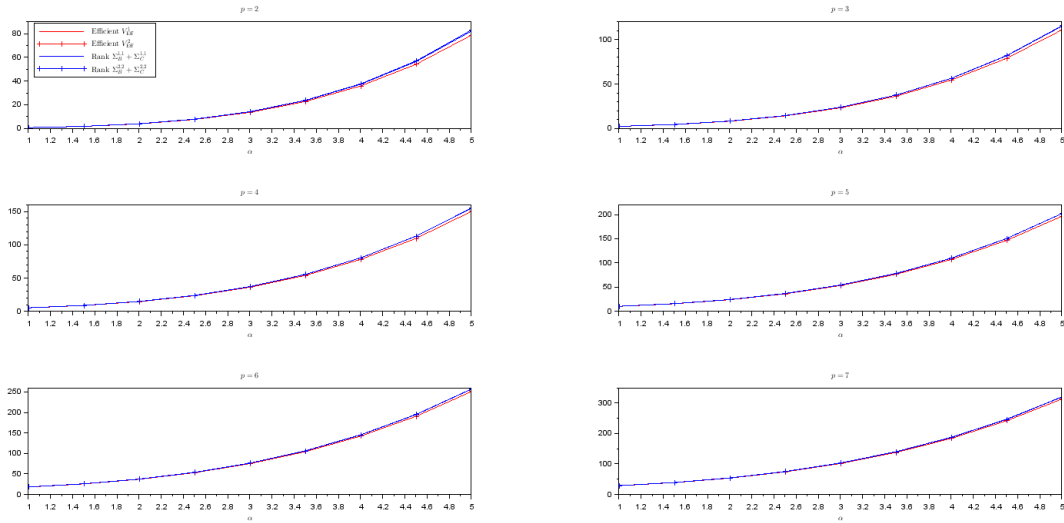 p = 2
80
60
40
20
0
Efficient V^1_{Eff}
Efficient V^2_{Eff}
Rank Σ^{1,1}_B + Σ^{1,1}_C
Rank Σ^{2,2}_B + Σ^{2,2}_C
1 1.2 1.4 1.6 1.8 2 2.2 2.4 2.6 2.8 3 3.2 3.4 3.6 3.8 4 4.2 4.4 4.6 4.8 5
α
p = 3
100
50
0
1 1.2 1.4 1.6 1.8 2 2.2 2.4 2.6 2.8 3 3.2 3.4 3.6 3.8 4 4.2 4.4 4.6 4.8 5
α
p = 4
150
100
50
0
1 1.2 1.4 1.6 1.8 2 2.2 2.4 2.6 2.8 3 3.2 3.4 3.6 3.8 4 4.2 4.4 4.6 4.8 5
α
p = 5
200
150
100
50
0
1 1.2 1.4 1.6 1.8 2 2.2 2.4 2.6 2.8 3 3.2 3.4 3.6 3.8 4 4.2 4.4 4.6 4.8 5
α
p = 6
250
200
150
100
50
0
1 1.2 1.4 1.6 1.8 2 2.2 2.4 2.6 2.8 3 3.2 3.4 3.6 3.8 4 4.2 4.4 4.6 4.8 5
α
p = 7
300
200
100
0
1 1.2 1.4 1.6 1.8 2 2.2 2.4 2.6 2.8 3 3.2 3.4 3.6 3.8 4 4.2 4.4 4.6 4.8 5
α